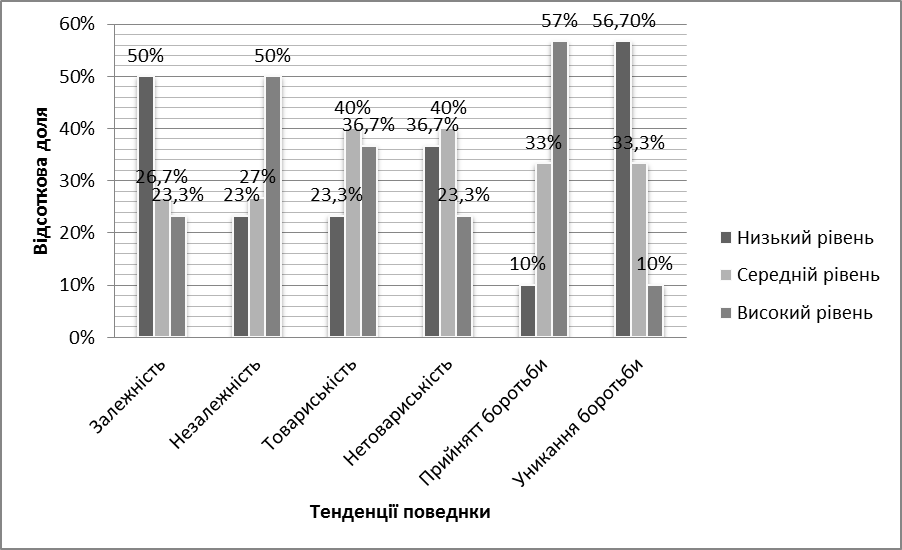 60%
50%
40%
30%
20%
10%
0%
Відсоткова доля
50%
26,7%
23,3%
23%
27%
50%
23,3%
40%
36,7%
36,7%
40%
23,3%
10%
33%
57%
56,70%
33,3%
10%
Залежність
Незалежність
Товариськість
Нетовариськість
Прийнятт боротьби
Уникання боротьби
Тенденції поведнки
Низький рівень
Середній рівень
Високий рівень